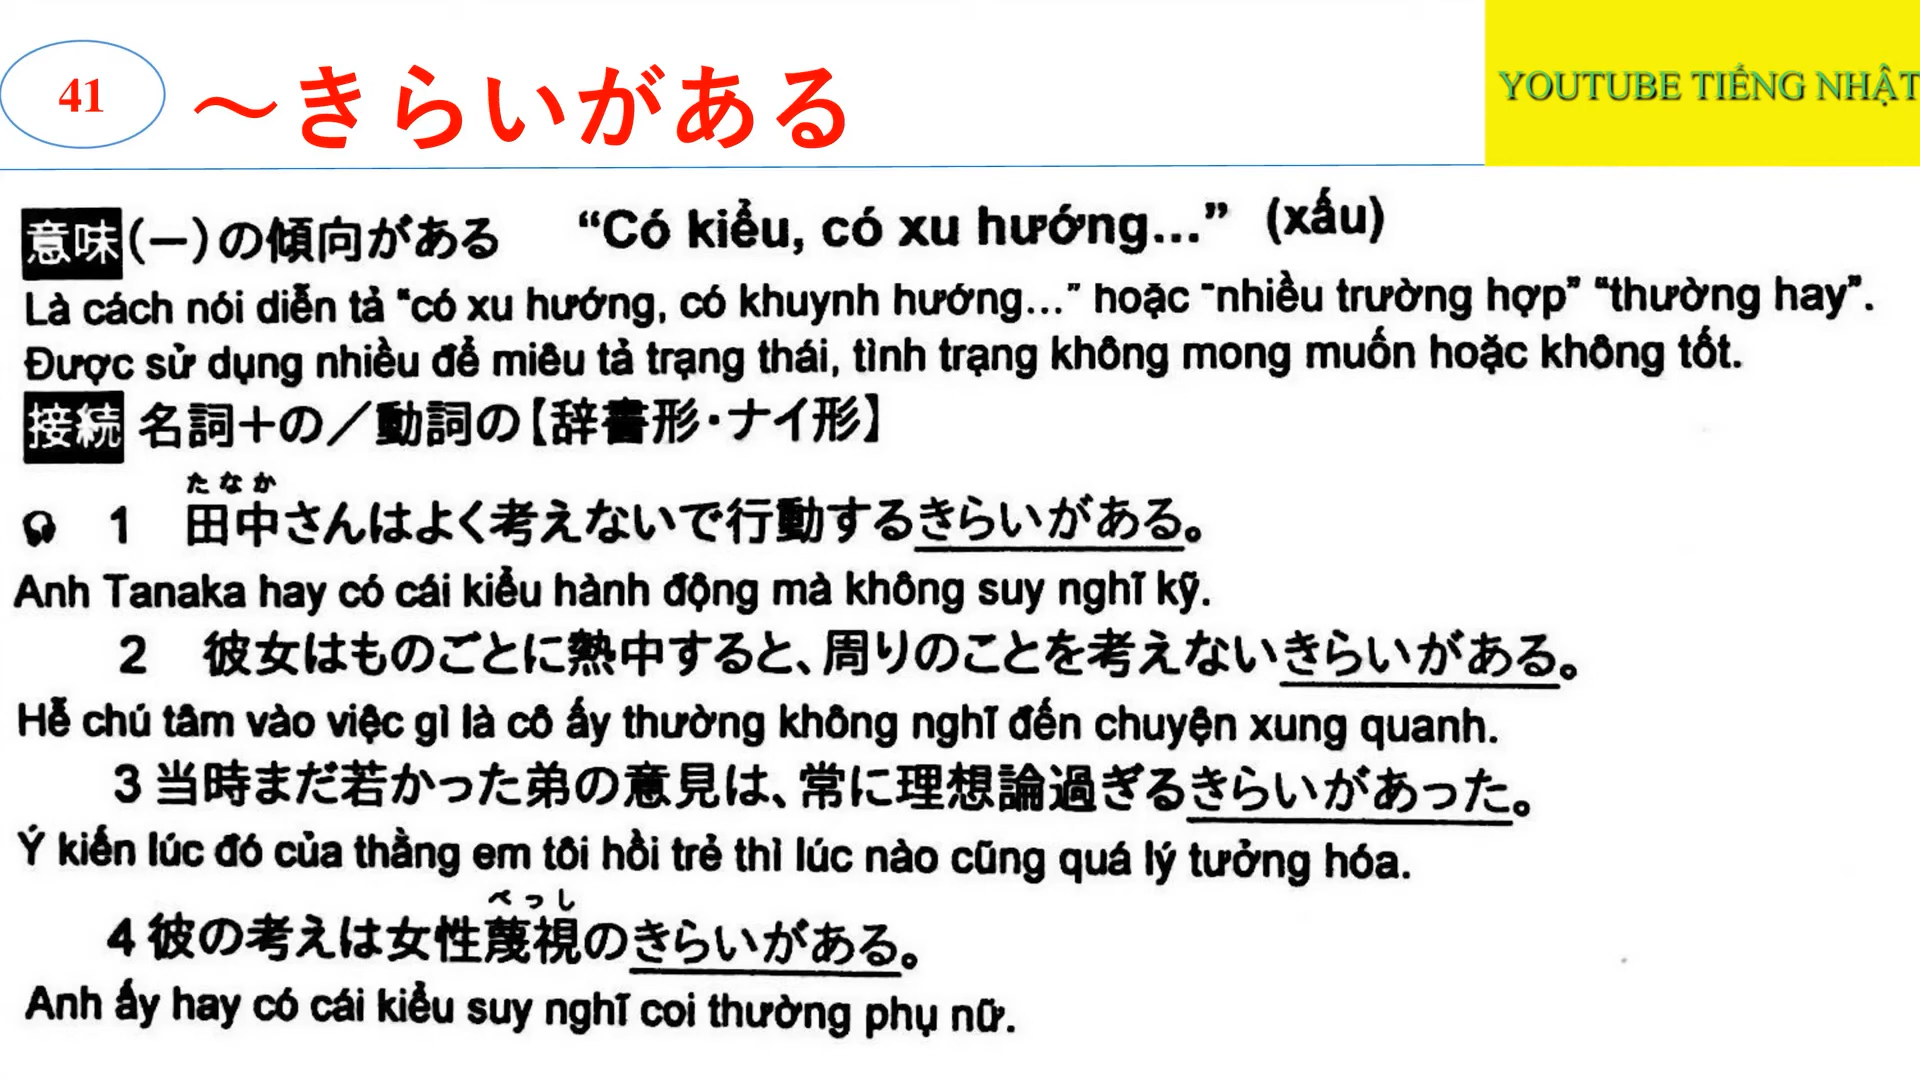 41
～きらいがある
YOUTUBE TIẾNG NHẬT
意味(－)の傾向がある “Có kiểu, có xu hướng...” (xấu)
Là cách nói diễn tả “có xu hướng, có khuynh hướng...” hoặc “nhiều trường hợp” “thường hay”.
Được sử dụng nhiều để miêu tả trạng thái, tình trạng không mong muốn hoặc không tốt.
接続 名詞＋の／動詞の【辞書形・ナイ形】
たなか
1 田中さんはよく考えないで行動するきらいがある。
Anh Tanaka hay có cái kiểu hành động mà không suy nghĩ kỹ.
2 彼女はものごとに熱中すると、周りのことを考えないきらいがある。
Hễ chú tâm vào việc gì là cô ấy thường không nghĩ đến chuyện xung quanh.
3 当時まだ若かった弟の意見は、常に理想論過ぎるきらいがあった。
Ý kiến lúc đó của thằng em tôi hồi trẻ thì lúc nào cũng quá lý tưởng hóa.
べっし
4 彼の考えは女性蔑視のきらいがある。
Anh ấy hay có cái kiểu suy nghĩ coi thường phụ nữ.